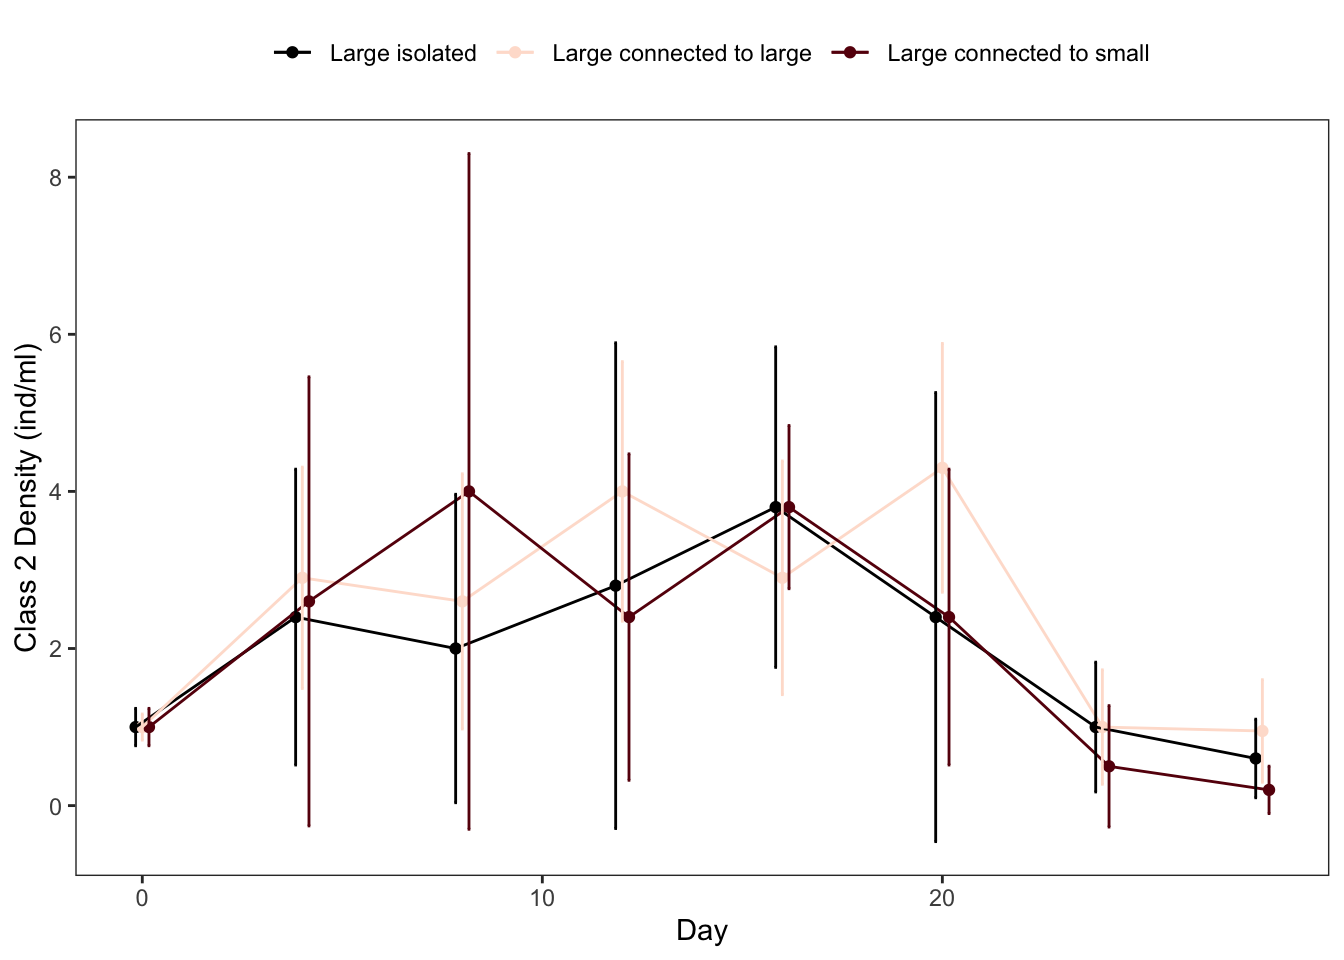 Large isolated Large connected to large Large connected to small
Class 2 Density (ind/ml)
8
6
4
2
0
0 10 20
Day